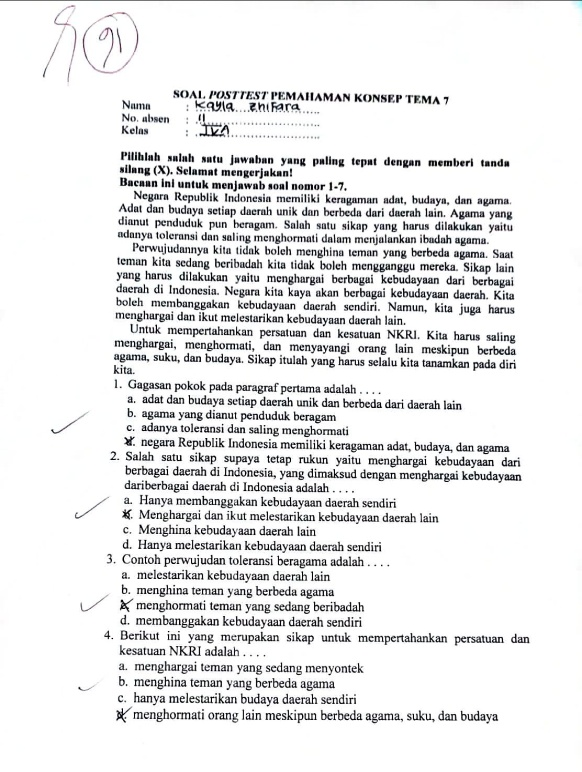 91
SOAL POSTTEST PEMAHAMAN KONSEP TEMA 7
Nama : Kayla Zhifara
No. absen : 11
Kelas : IVA
Pilihlah salah satu jawaban yang paling tepat dengan memberi tanda
silang (X). Selamat mengerjakan!
Bacaan ini untuk menjawab soal nomor 1-7.
Negara Republik Indonesia memiliki keragaman adat, budaya, dan agama.
Adat dan budaya setiap daerah unik dan berbeda dari daerah lain. Agama yang
dianut penduduk pun beragam. Salah satu sikap yang harus dilakukan yaitu
adanya toleransi dan saling menghormati dalam menjalankan ibadah agama.
Perwujudannya kita tidak boleh menghina teman yang berbeda agama. Saat
teman kita sedang beribadah kita tidak boleh mengganggu mereka. Sikap lain
yang harus dilakukan yaitu menghargai berbagai kebudayaan dari berbagai
daerah di Indonesia. Negara kita kaya akan berbagai kebudayaan daerah. Kita
boleh membanggakan kebudayaan daerah sendiri. Namun, kita juga harus
menghargai dan ikut melestarikan kebudayaan daerah lain.
Untuk mempertahankan persatuan dan kesatuan NKRI. Kita harus saling
menghargai, menghormati, dan menyayangi orang lain meskipun berbeda
agama, suku, dan budaya. Sikap itulah yang harus selalu kita tanamkan pada diri
kita.
1. Gagasan pokok pada paragraf pertama adalah . . . .
a. adat dan budaya setiap daerah unik dan berbeda dari daerah lain
b. agama yang dianut penduduk beragam
c. adanya toleransi dan saling menghormati
d. negara Republik Indonesia memiliki keragaman adat, budaya, dan agama
2. Salah satu sikap supaya tetap rukun yaitu menghargai kebudayaan dari
berbagai daerah di Indonesia, yang dimaksud dengan menghargai kebudayaan
dariberbagai daerah di Indonesia adalah . . . .
a. Hanya membanggakan kebudayaan daerah sendiri
b. Menghargai dan ikut melestarikan kebudayaan daerah lain
c. Menghina kebudayaan daerah lain
d. Hanya melestarikan kebudayaan daerah sendiri
3. Contoh perwujudan toleransi beragama adalah . . . .
a. melestarikan kebudayaan daerah lain
b. menghina teman yang berbeda agama
c. menghormati teman yang sedang beribadah
d. membanggakan kebudayaan daerah sendiri
4. Berikut ini yang merupakan sikap untuk mempertahankan persatuan dan
kesatuan NKRI adalah . . . .
a. menghargai teman yang sedang menyontek
b. menghina teman yang berbeda agama
c. hanya melestarikan budaya daerah sendiri
d. menghormati orang lain meskipun berbeda agama, suku, dan budaya